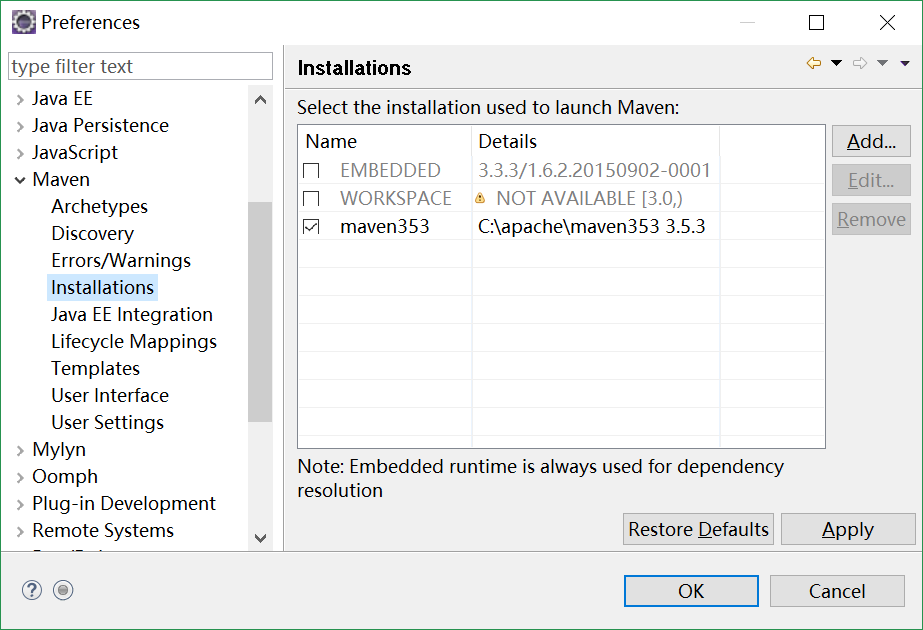 Preferences
type filter text
Java EE
Java Persistence
JavaScript
Maven
Archetypes
Discovery
Errors/Warnings
Installations
Java EE Integration
Lifecycle Mappings
Templates
User Interface
User Settings
Mylyn
Oomph
Plug-in Development
Remote Systems
Installations
Select the installation used to launch Maven:
Name Details
EMBEDDED 3.3.3/1.6.2.20150902-0001
WORKSPACE NOT AVAILABLE [3.0,)
maven353 C:\apache\maven353 3.5.3
Add...
Edit...
Remove
Note: Embedded runtime is always used for dependency
resolution
Restore Defaults Apply
OK Cancel